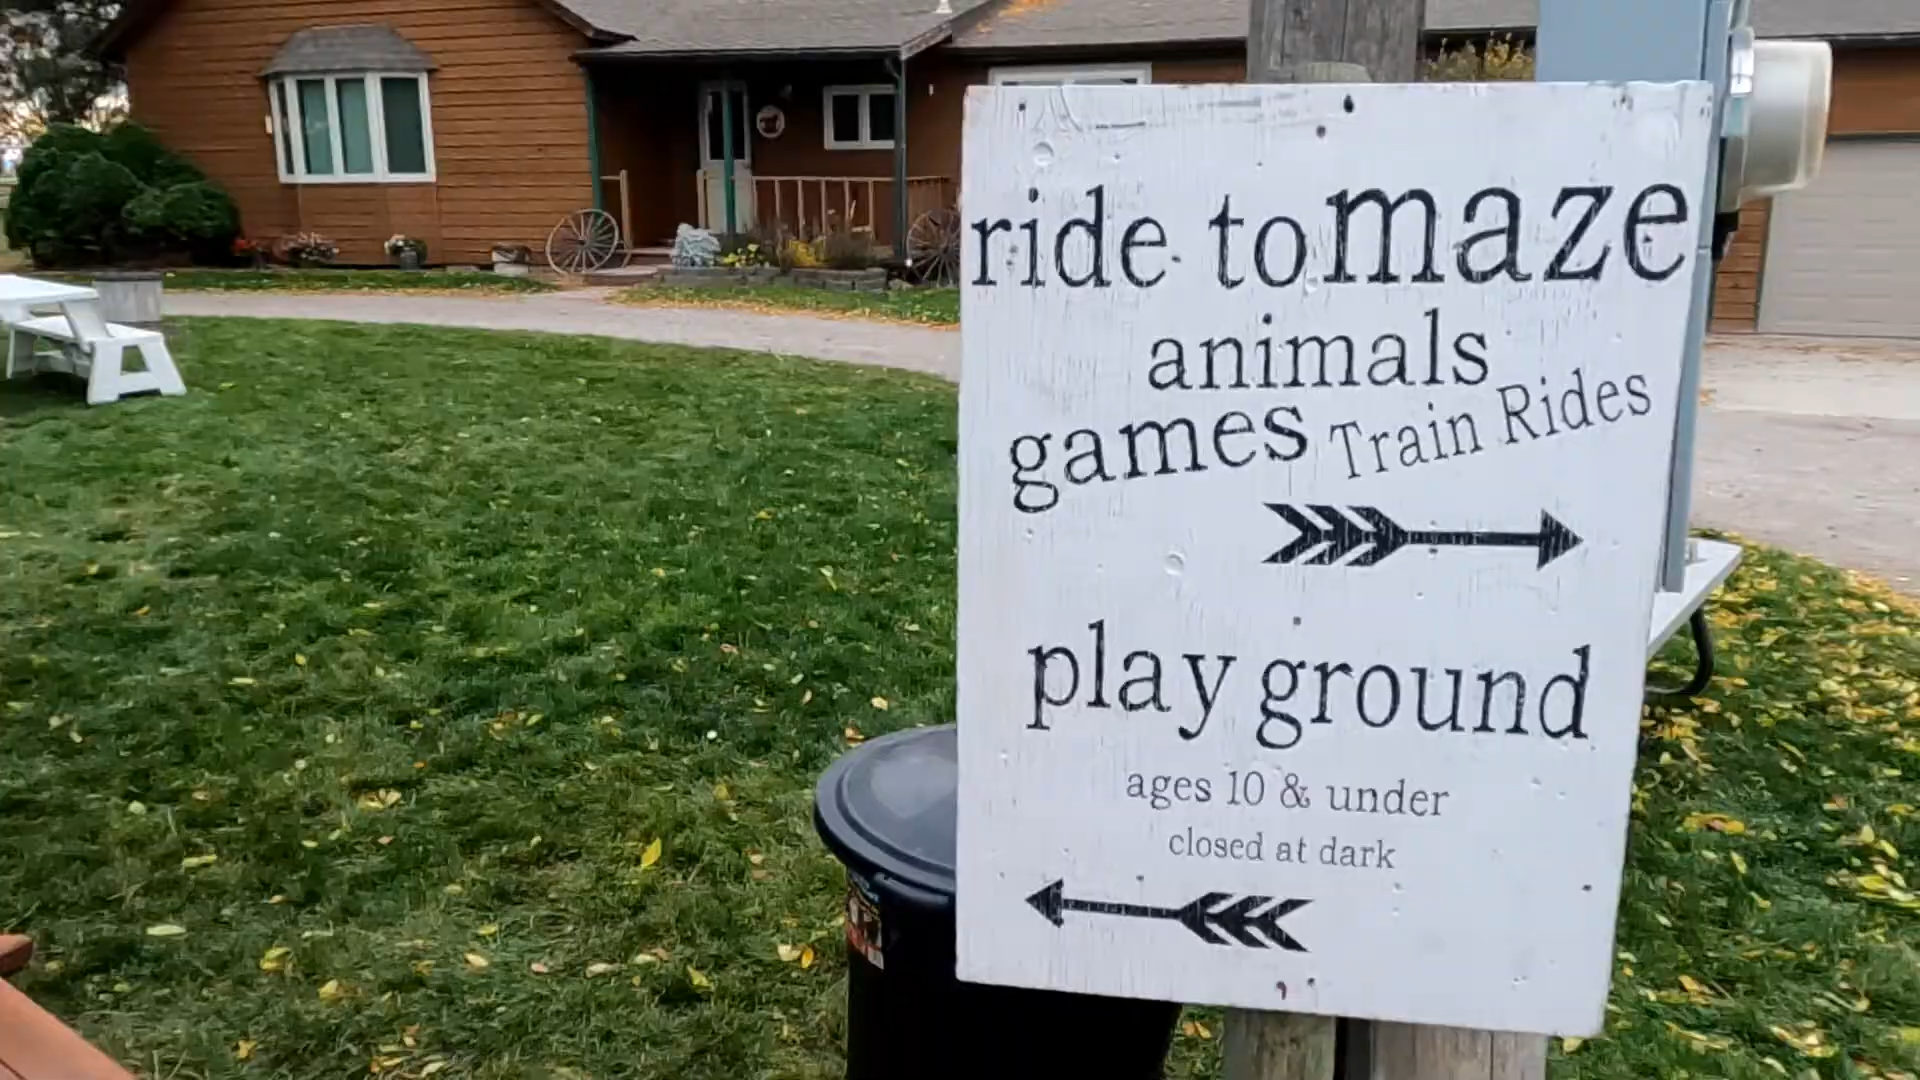 ride to maze
animals
games Train Rides
play ground
ages 10 & under
closed at dark